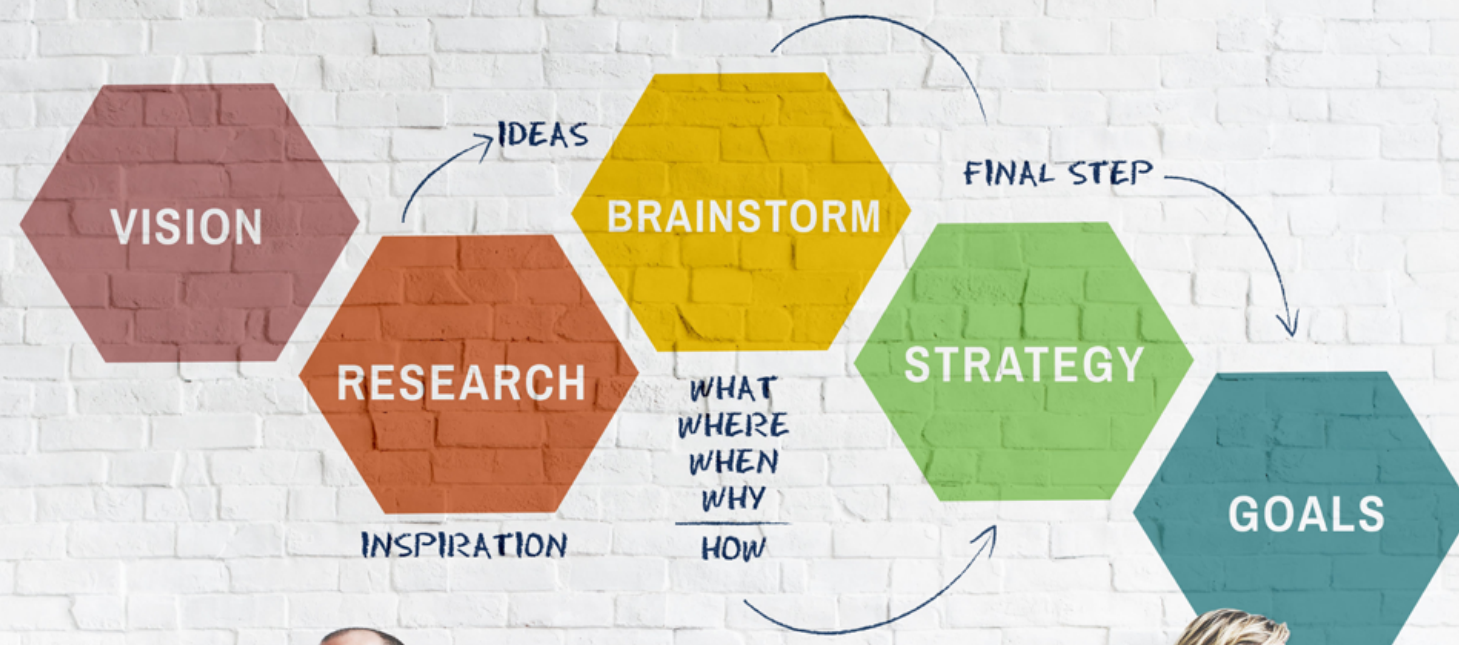 VISION
RESEARCH
INSPIRATION
IDEAS
BRAINSTORM
WHAT
WHERE
WHEN
WHY
HOW
STRATEGY
FINAL STEP
GOALS